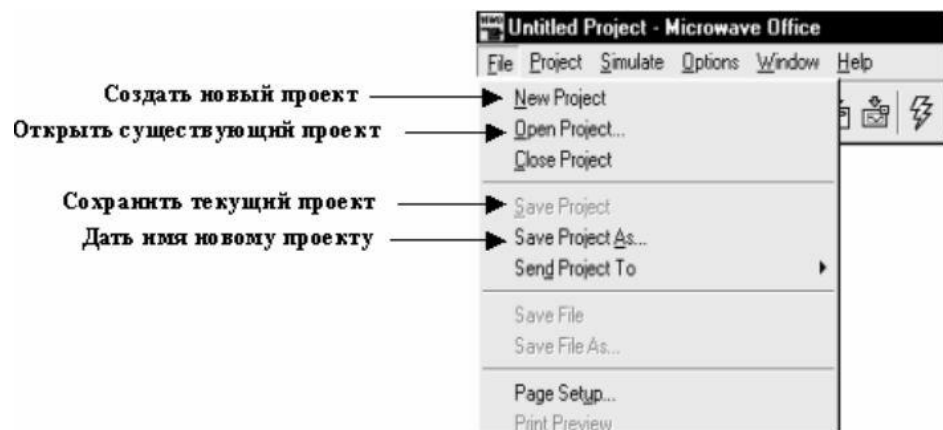 Untitled Project - Microwave Office
File Project Simulate Options Window Help
Создать новый проект
New Project
Открыть существующий проект
Open Project...
Close Project
Сохранить текущий проект
Save Project
Дать имя новому проекту
Save Project As...
Send Project To
Save File
Save File As...
Page Setup...
Print Preview